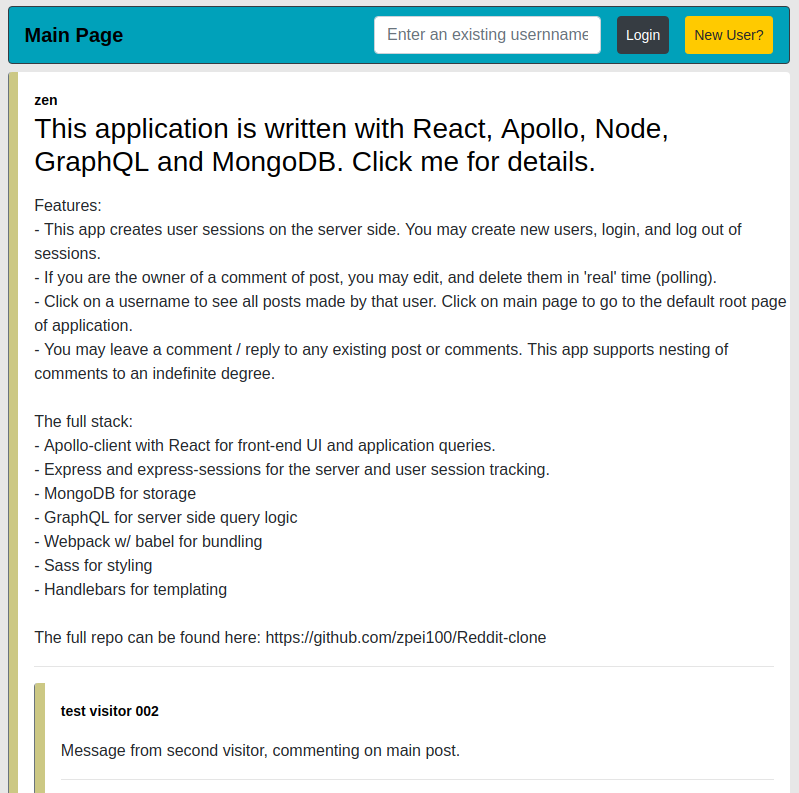 Main Page
Enter an existing usernname
Login
New User?
zen
This application is written with React, Apollo, Node,
GraphQL and MongoDB. Click me for details.
Features:
- This app creates user sessions on the server side. You may create new users, login, and log out of
sessions.
- If you are the owner of a comment of post, you may edit, and delete them in 'real' time (polling).
- Click on a username to see all posts made by that user. Click on main page to go to the default root page
of application.
- You may leave a comment / reply to any existing post or comments. This app supports nesting of
comments to an indefinite degree.
The full stack:
- Apollo-client with React for front-end UI and application queries.
- Express and express-sessions for the server and user session tracking.
- MongoDB for storage
- GraphQL for server side query logic
- Webpack w/ babel for bundling
- Sass for styling
- Handlebars for templating
The full repo can be found here: https://github.com/zpei100/Reddit-clone
test visitor 002
Message from second visitor, commenting on main post.